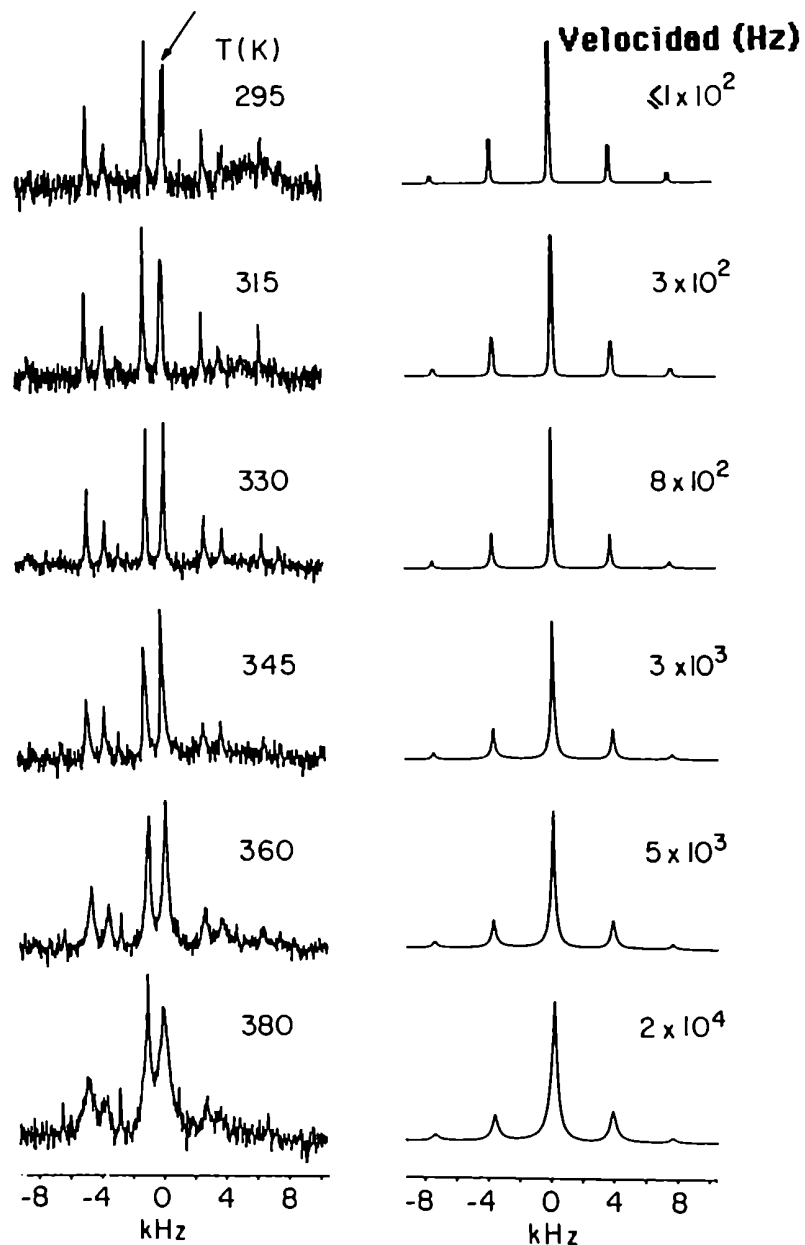 T(K)
Velocidad (Hz)
295
≤1 x 10²
315
3 x 10²
330
8 x 10²
345
3 x 10³
360
5 x 10³
380
2 x 10⁴
-8 -4 0 4 8
kHz
-8 -4 0 4 8
kHz